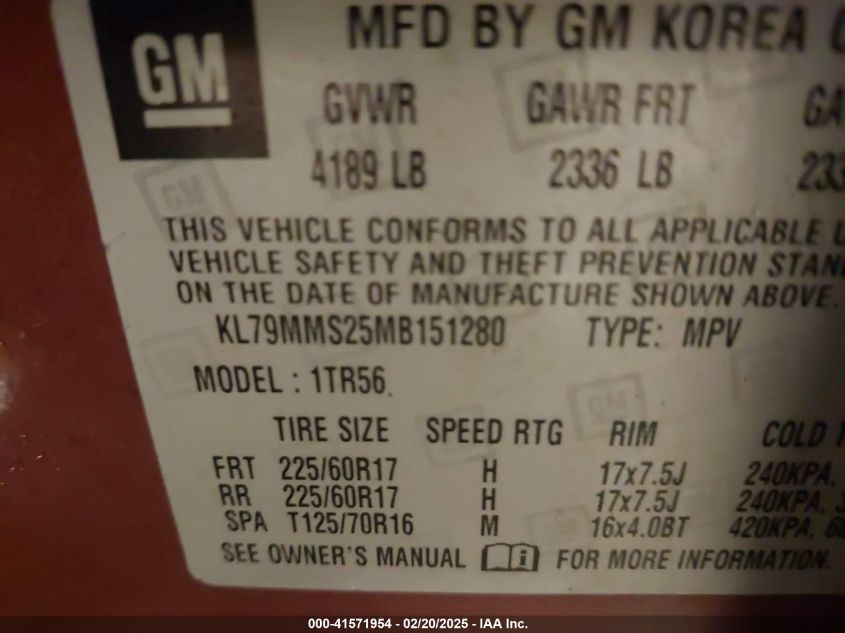 GM
MFD BY GM KOREA
GVWR GAWR FRT
4189 LB 2336 LB
THIS VEHICLE CONFORMS TO ALL APPLICABLE
VEHICLE SAFETY AND THEFT PREVENTION
ON THE DATE OF MANUFACTURE SHOWN ABOVE.
KL79MMS25MB151280 TYPE: MPV
MODEL : 1TR56
TIRE SIZE SPEED RTG RIM COLD
FRT 225/60R17 H 17x7.5J 240KPA,
RR 225/60R17 H 17x7.5J 240KPA,
SPA T125/70R16 M 16x4.0BT 420KPA,
SEE OWNER'S MANUAL FOR MORE INFORMATION.
000-41571954 - 02/20/2025 - IAA Inc.